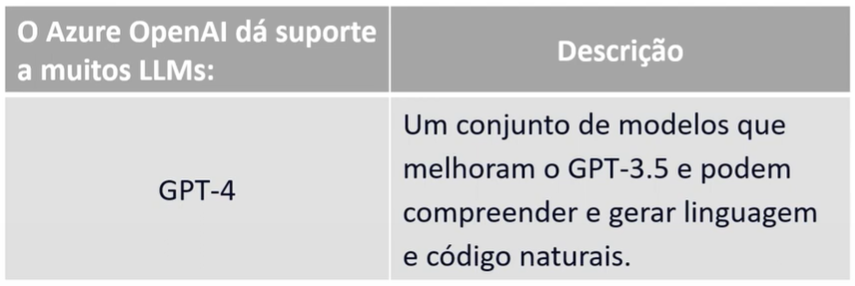 O Azure OpenAI dá suporte
a muitos LLMs:
Descrição
GPT-4
Um conjunto de modelos que
melhoram o GPT-3.5 e podem
compreender e gerar linguagem
e código naturais.